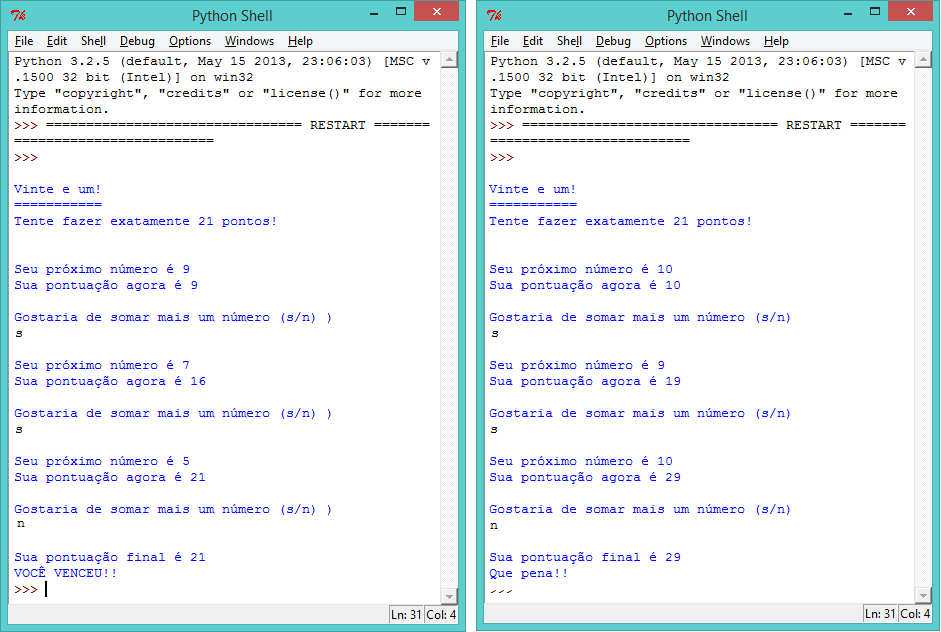 Python Shell
File Edit Shell Debug Options Windows Help
Python 3.2.5 (default, May 15 2013, 23:06:03) [MSC v
.1500 32 bit (Intel)] on win32
Type "copyright", "credits" or "license()" for more
information.
>>> ================================ RESTART =======
=========================
>>>
Vinte e um!
===========
Tente fazer exatamente 21 pontos!
Seu próximo número é 9
Sua pontuação agora é 9
Gostaria de somar mais um número (s/n) )
s
Seu próximo número é 7
Sua pontuação agora é 16
Gostaria de somar mais um número (s/n) )
s
Seu próximo número é 5
Sua pontuação agora é 21
Gostaria de somar mais um número (s/n) )
n
Sua pontuação final é 21
VOCÊ VENCEU!!
>>>
Ln: 31 Col: 4
Python Shell
File Edit Shell Debug Options Windows Help
Python 3.2.5 (default, May 15 2013, 23:06:03) [MSC v
.1500 32 bit (Intel)] on win32
Type "copyright", "credits" or "license()" for more
information.
>>> ================================ RESTART =======
=========================
>>>
Vinte e um!
===========
Tente fazer exatamente 21 pontos!
Seu próximo número é 10
Sua pontuação agora é 10
Gostaria de somar mais um número (s/n)
s
Seu próximo número é 9
Sua pontuação agora é 19
Gostaria de somar mais um número (s/n)
s
Seu próximo número é 10
Sua pontuação agora é 29
Gostaria de somar mais um número (s/n)
n
Sua pontuação final é 29
Que pena!!
>>>
Ln: 31 Col: 4